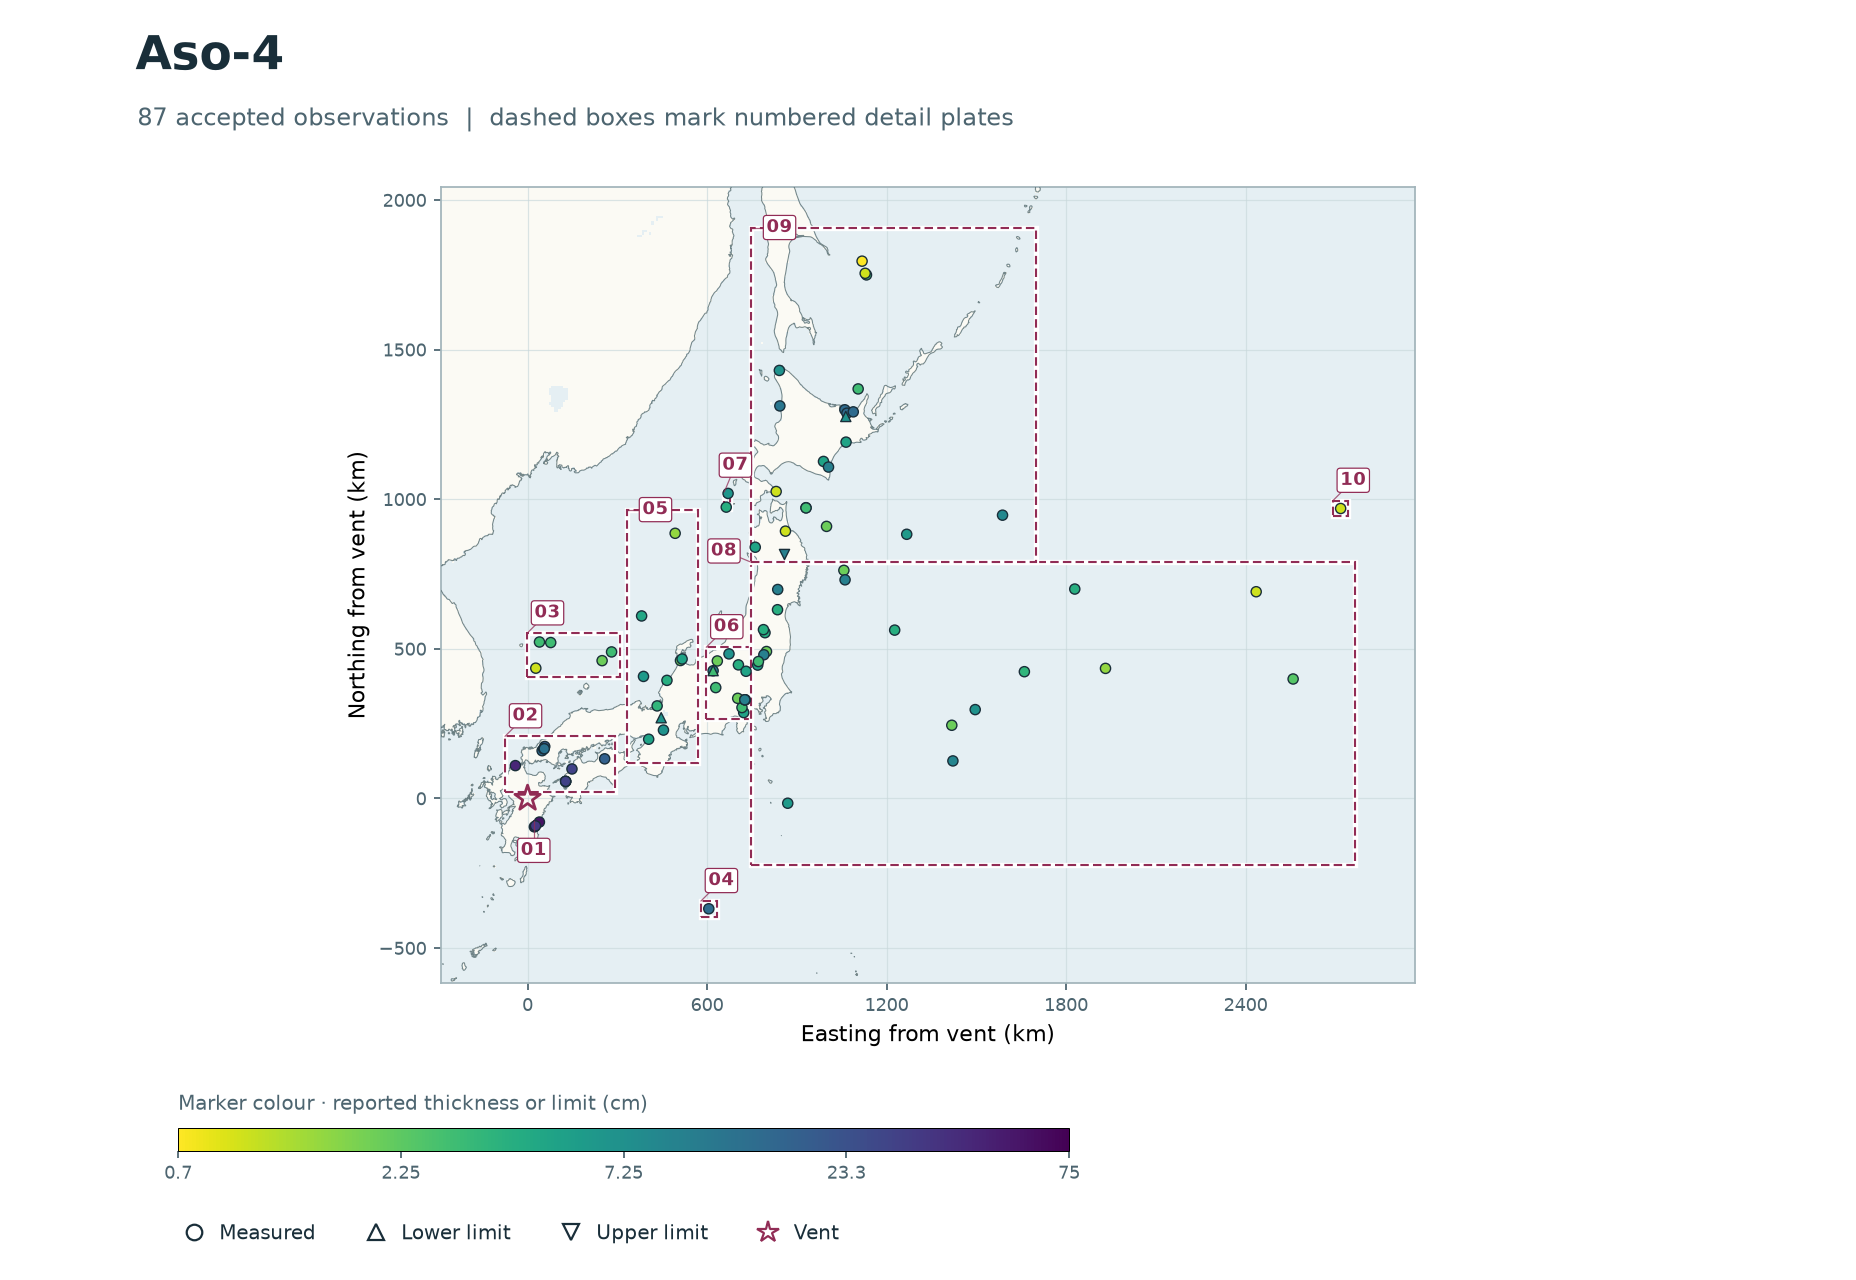 Aso-4
87 accepted observations | dashed boxes mark numbered detail plates
2000
1500
1000
500
0
−500
0
600
1200
1800
2400
Northing from vent (km)
Easting from vent (km)
09
07
10
05
08
03
06
02
01
04
Marker colour · reported thickness or limit (cm)
0.7
2.25
7.25
23.3
75
Measured
Lower limit
Upper limit
Vent